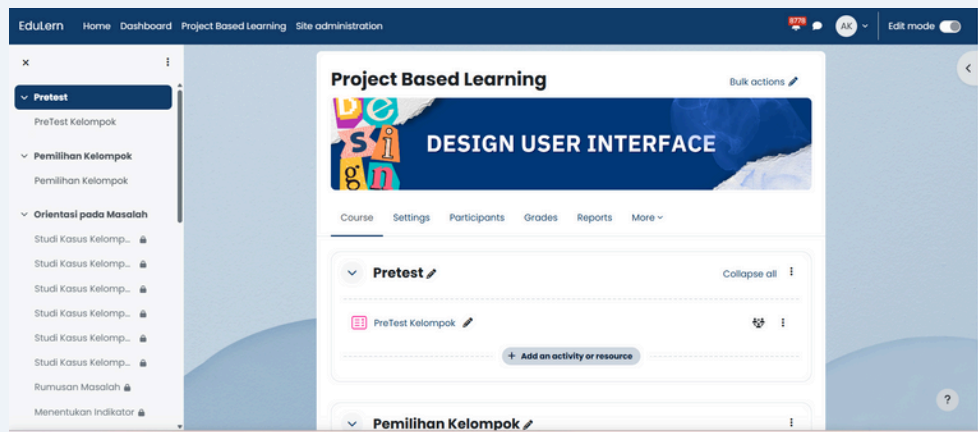 EduLern Home Dashboard Project Based Learning Site administration 6776 AK Edit mode
Pretest
PreTest Kelompok
Pemilihan Kelompok
Pemilihan Kelompok
Orientasi pada Masalah
Studi Kasus Kelomp...
Studi Kasus Kelomp...
Studi Kasus Kelomp...
Studi Kasus Kelomp...
Studi Kasus Kelomp...
Studi Kasus Kelomp...
Rumusan Masalah
Menentukan Indikator
Project Based Learning
Bulk actions
Design
DESIGN USER INTERFACE
Course Settings Participants Grades Reports More
Pretest
Collapse all
PreTest Kelompok
+ Add an activity or resource
Pemilihan Kelompok
?